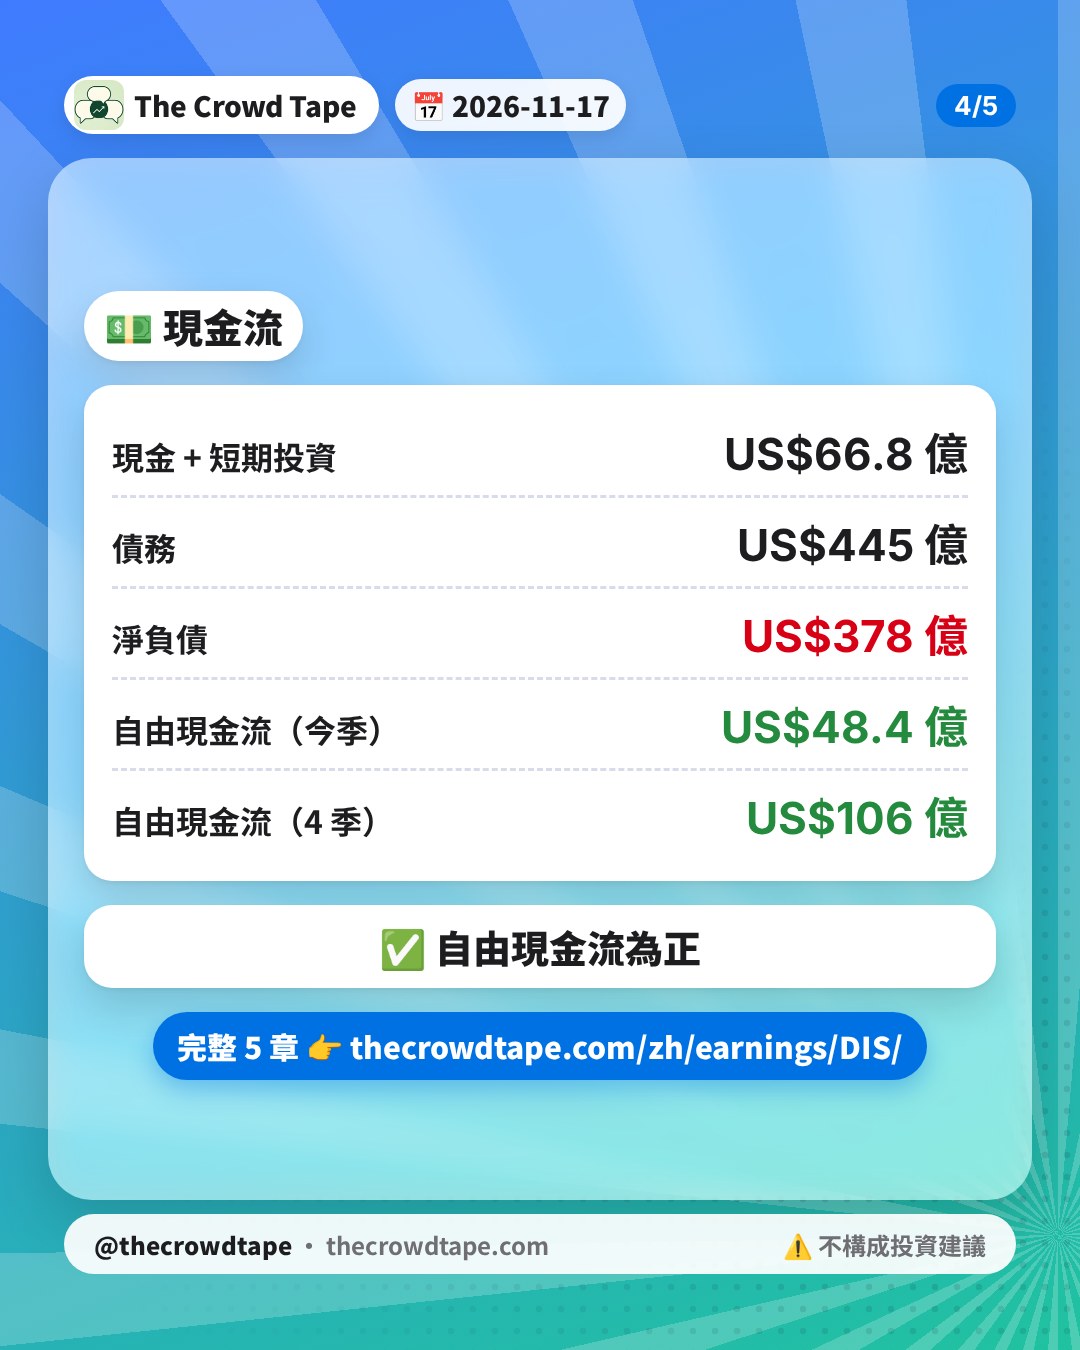 The Crowd Tape
2026-11-17
4/5
現金流
現金 + 短期投資 US$66.8 億
債務 US$445 億
淨負債 US$378 億
自由現金流（今季） US$48.4 億
自由現金流（4 季） US$106 億
✅ 自由現金流為正
完整 5 章 👉 thecrowdtape.com/zh/earnings/DIS/
@thecrowdtape • thecrowdtape.com ⚠️ 不構成投資建議